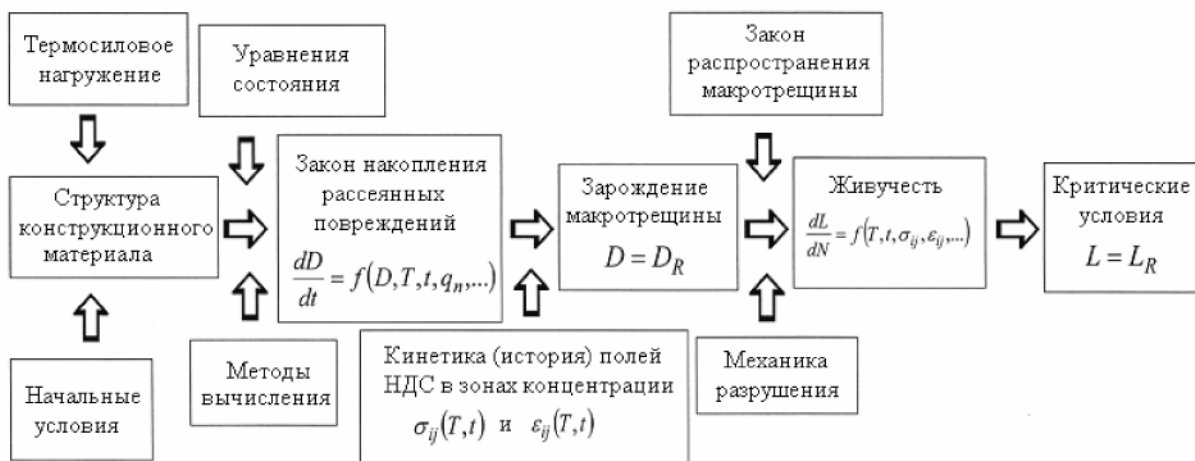 Термосиловое
нагружение
Уравнения
состояния
Закон
распространения
макротрещины
Структура
конструкционного
материала
Закон накопления
рассеянных
повреждений
dD/dt = f(D,T,t,q_n,...)
Зарождение
макротрещины
D = D_R
Живучесть
dL/dN = f(T,t,σ_ij,ε_ij,...)
Критические
условия
L = L_R
Начальные
условия
Методы
вычисления
Кинетика (история) полей
НДС в зонах концентрации
σ_ij(T,t) и ε_ij(T,t)
Механика
разрушения